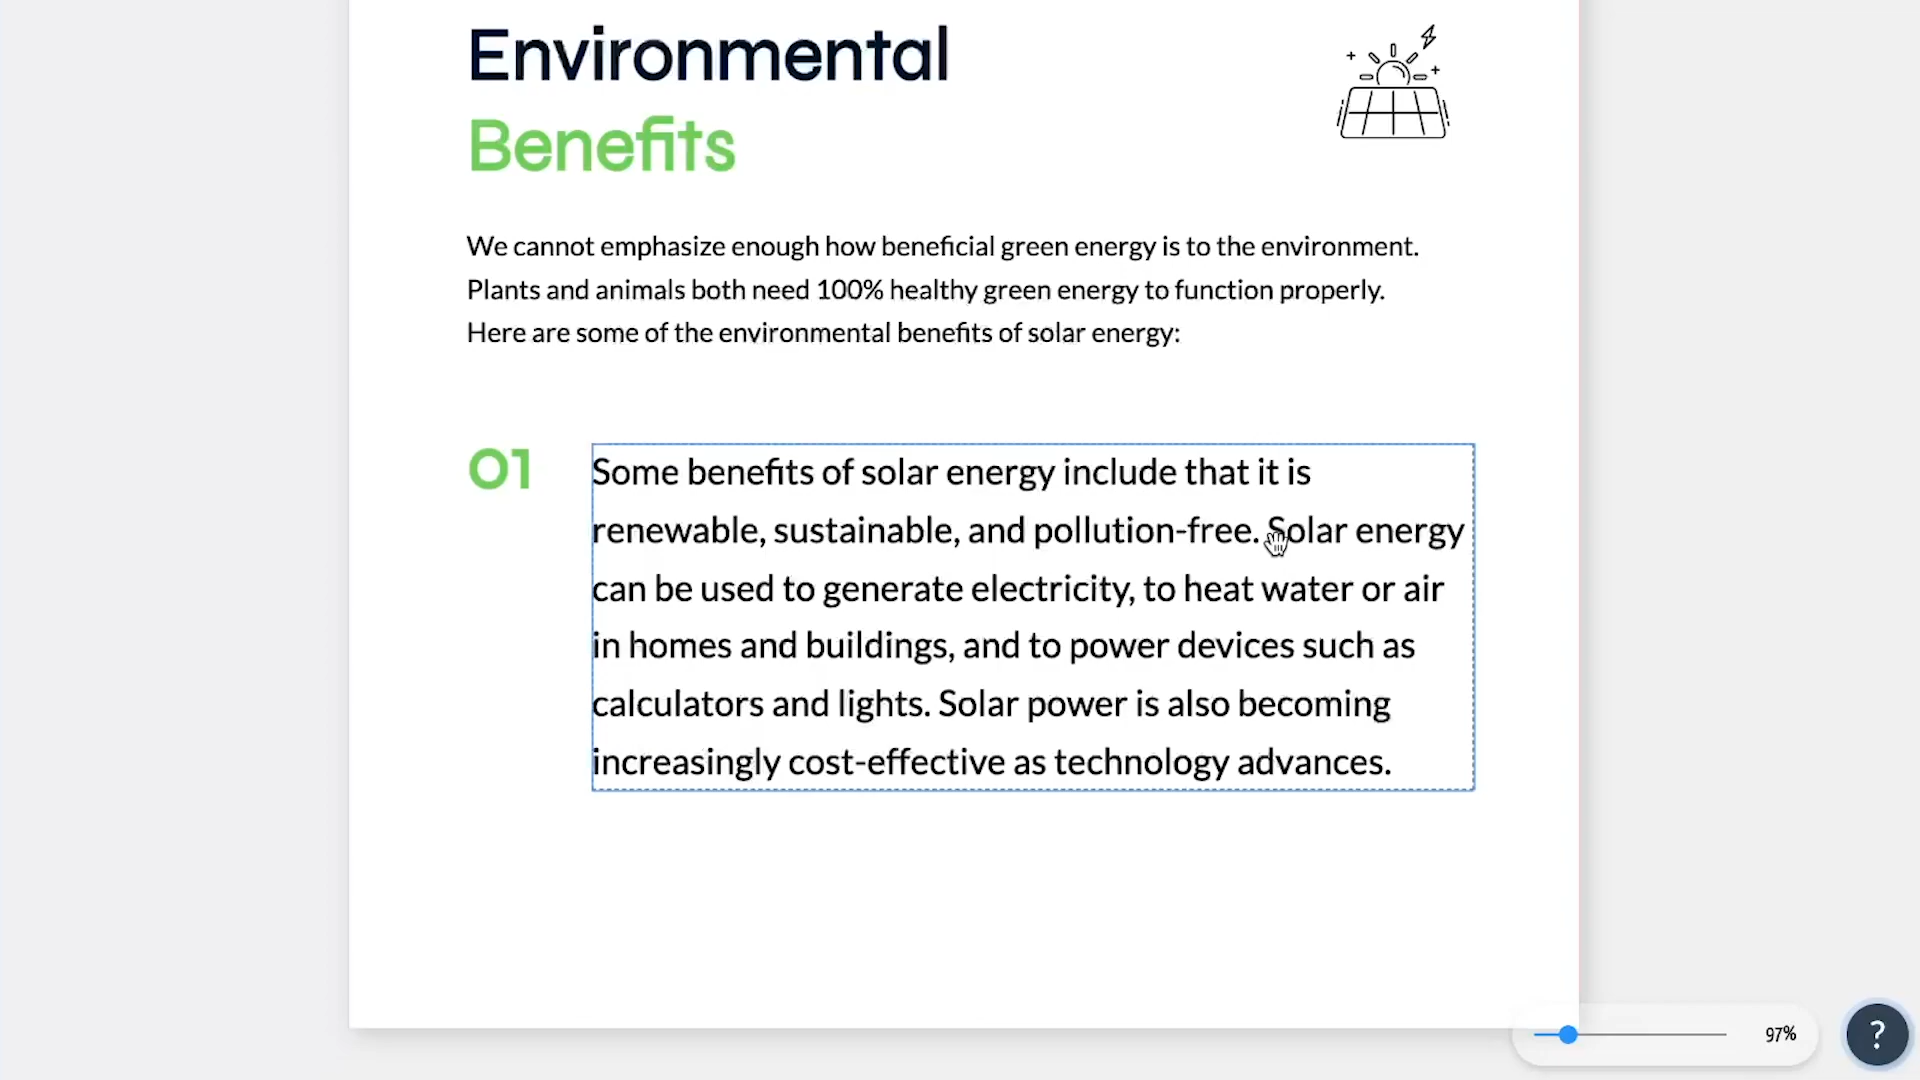 Environmental
Benefits
We cannot emphasize enough how beneficial green energy is to the environment.
Plants and animals both need 100% healthy green energy to function properly.
Here are some of the environmental benefits of solar energy:
01
Some benefits of solar energy include that it is
renewable, sustainable, and pollution-free. Solar energy
can be used to generate electricity, to heat water or air
in homes and buildings, and to power devices such as
calculators and lights. Solar power is also becoming
increasingly cost-effective as technology advances.
97%
?